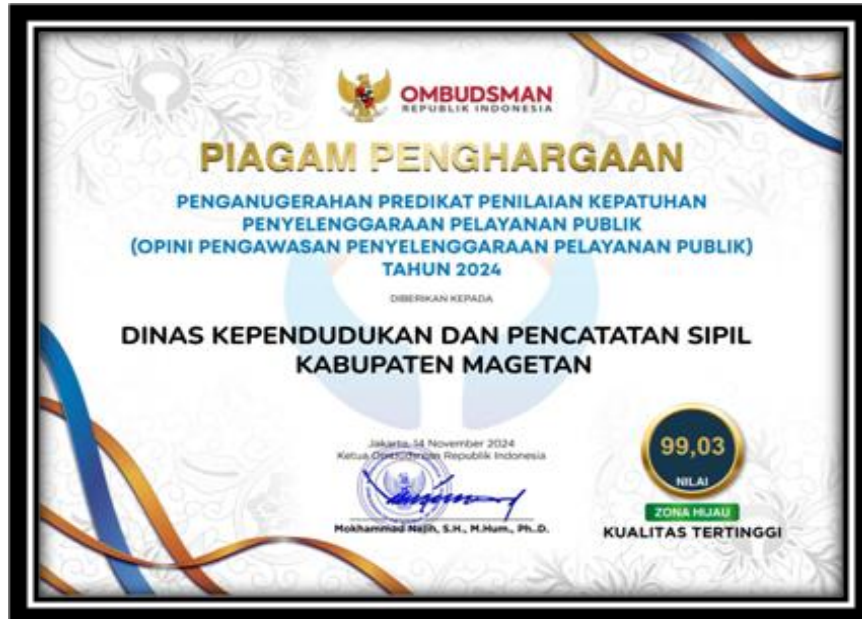 OMBUDSMAN
REPUBLIK INDONESIA
PIAGAM PENGHARGAAN
PENGANUGERAHAN PREDIKAT PENILAIAN KEPATUHAN
PENYELENGGARAAN PELAYANAN PUBLIK
(OPINI PENGAWASAN PENYELENGGARAAN PELAYANAN PUBLIK)
TAHUN 2024
DIBERIKAN KEPADA
DINAS KEPENDUDUKAN DAN PENCATATAN SIPIL
KABUPATEN MAGETAN
Jakarta, 14 November 2024
Ketua Ombudsman Republik Indonesia
Mokhammad Najih, S.H., M.Hum., Ph.D.
99,03
NILAI
ZONA HIJAU
KUALITAS TERTINGGI